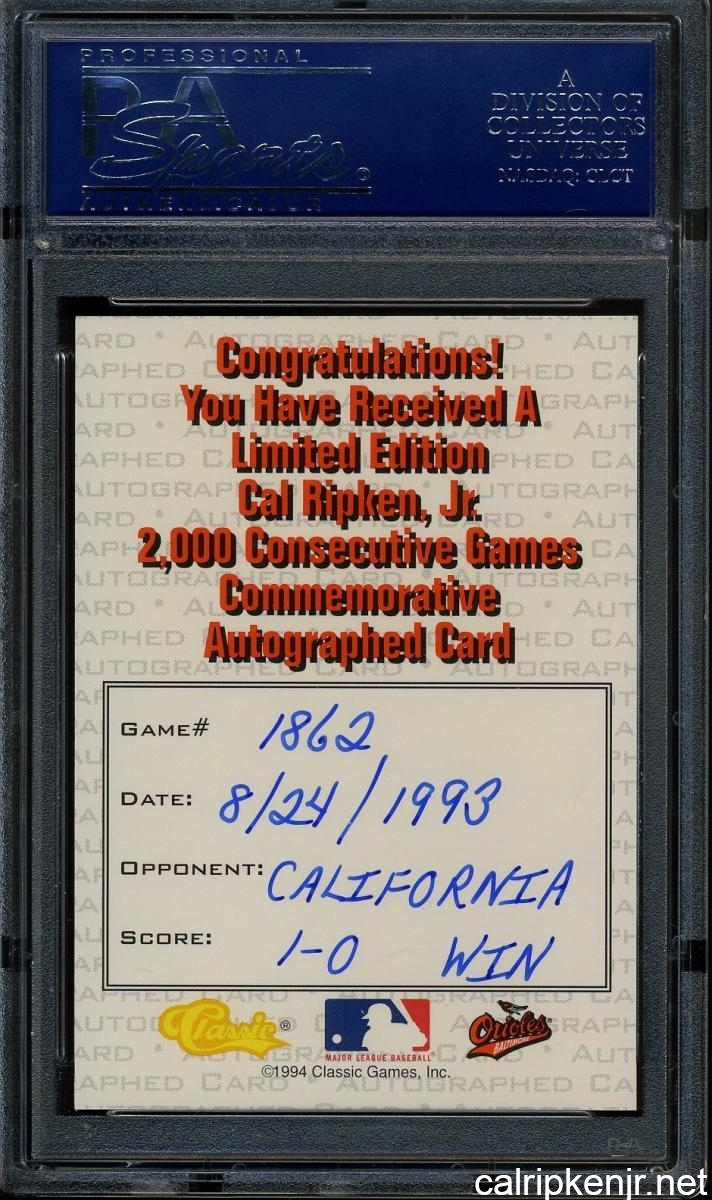 PROFESSIONAL
PSA
Sports
AUTHENTICATOR
A
DIVISION OF
COLLECTORS
UNIVERSE
NASDAQ: CLCT
Congratulations!
You Have Received A
Limited Edition
Cal Ripken, Jr.
2,000 Consecutive Games
Commemorative
Autographed Card
GAME# 1862
DATE: 8/24/1993
OPPONENT: CALIFORNIA
SCORE: 1-0 WIN
Classic®
MAJOR LEAGUE BASEBALL®
Orioles
BALTIMORE
©1994 Classic Games, Inc.
PSA
calripkenjr.net